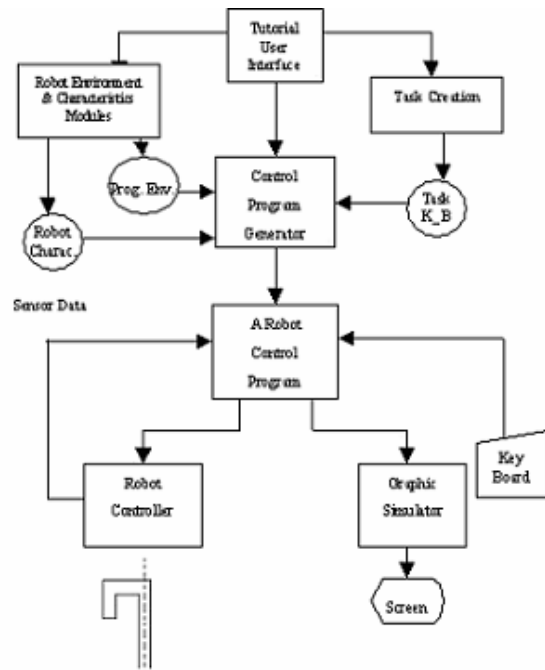 Tutorial
User
Interface
Robot Environment
& Characteristics
Modules
Task Creation
Prog. Env.
Control
Program
Generator
Task
K_B
Robot
Charac.
Sensor Data
A Robot
Control
Program
Key
Board
Robot
Controller
Graphic
Simulator
Screen